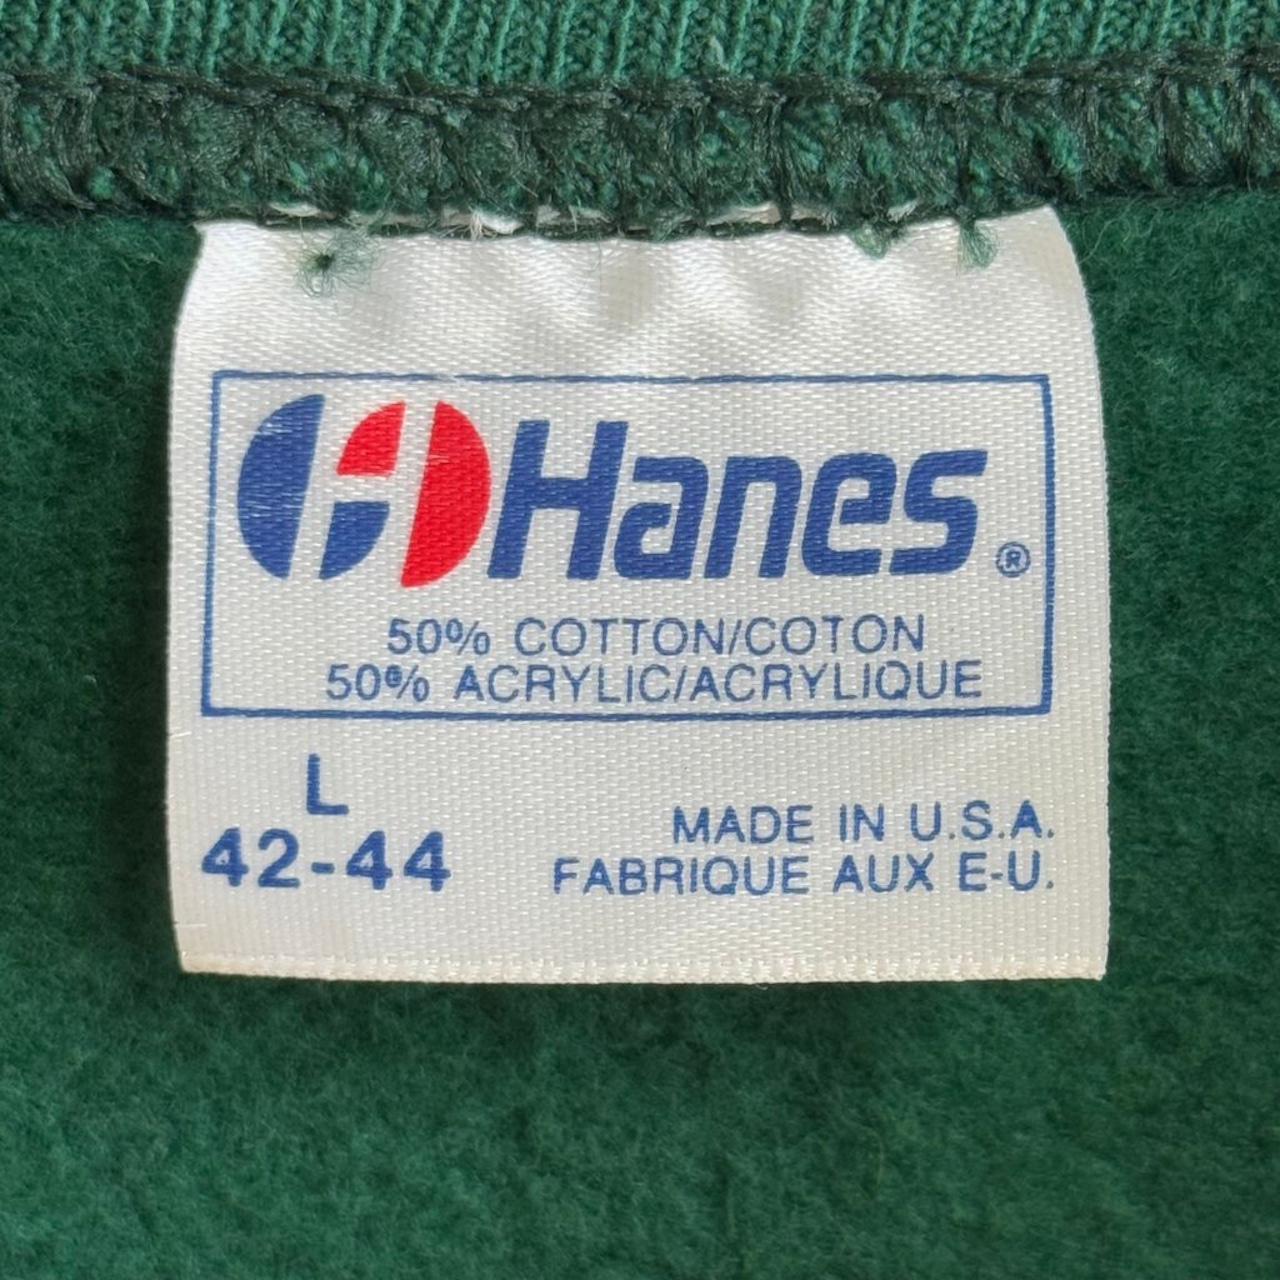 Hanes®
50% COTTON/COTON
50% ACRYLIC/ACRYLIQUE
L
42-44
MADE IN U.S.A.
FABRIQUE AUX E-U.